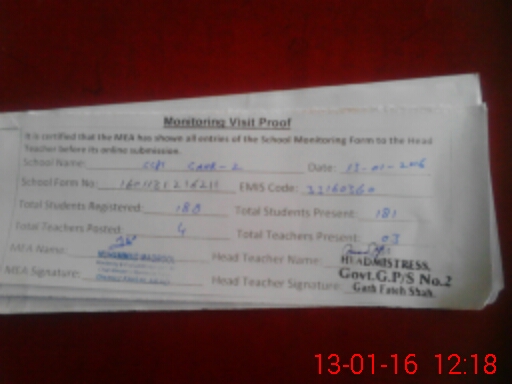 Monitoring Visit Proof
It is certified that the MEA has shown all entries of the School Monitoring Form to the Head
Teacher before its online submission.
School Name: Date: 13-01-2016
School Form No: EMIS Code:
Total Students Registered: 188 Total Students Present: 181
Total Teachers Posted: 4 Total Teachers Present: 03
MEA Name: Head Teacher Name:
HEADMISTRESS,
MEA Signature: Head Teacher Signature:
Govt.G.P/S No.2
Garh Fateh Shah.
13-01-16 12:18